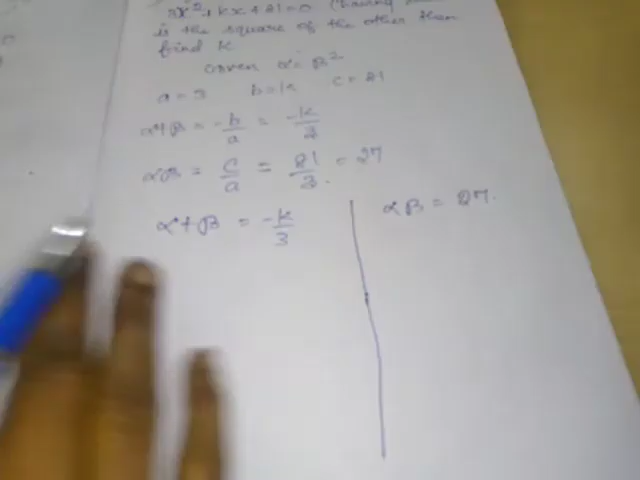 3x² + kx + 81 = 0 (having
is the square of the other then
find k
Given α = β²
a = 3 b = k c = 81
α+β = -b/a = -k/3
αβ = c/a = 81/3 = 27
α+β = -k/3
αβ = 27.